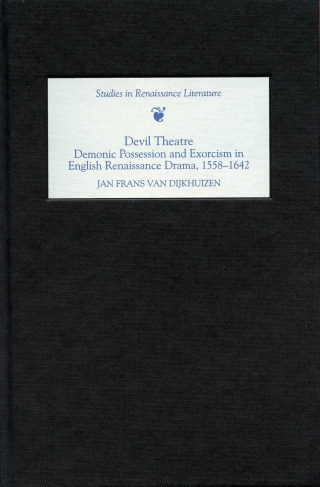 Studies in Renaissance Literature
Devil Theatre
Demonic Possession and Exorcism in
English Renaissance Drama, 1558–1642
JAN FRANS VAN DIJKHUIZEN